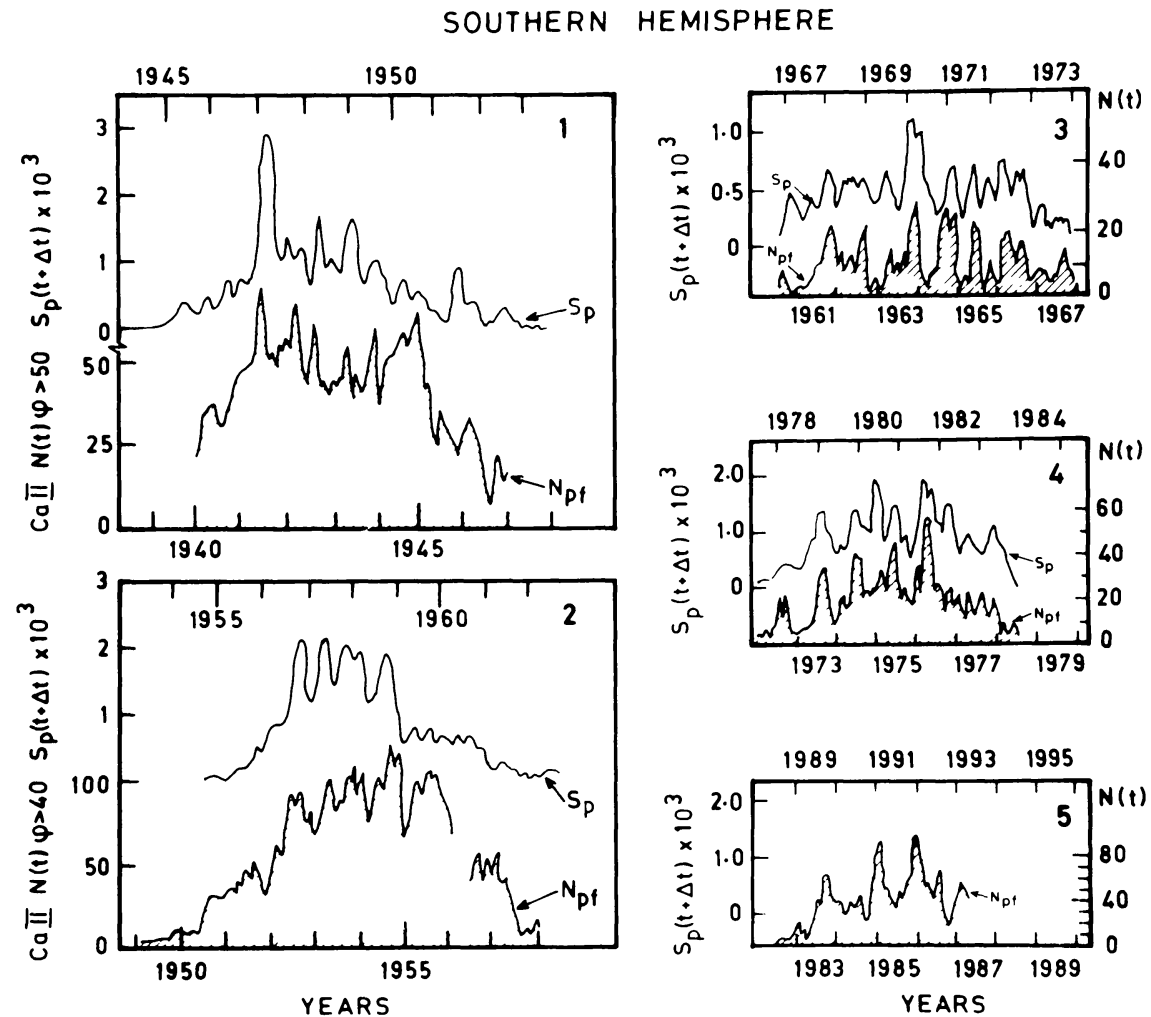 SOUTHERN HEMISPHERE
1945 1950
Ca II N(t) φ>50 Sp(t+Δt) x 10³
3
2
1
0
50
25
0
1
Sp
Npf
1940 1945
Ca II N(t) φ>40 Sp(t+Δt) x 10³
3
2
1
100
50
0
1955 1960
2
Sp
Npf
1950 1955
YEARS
1967 1969 1971 1973
N(t)
Sp(t+Δt) x 10³
1.0
0.5
0
3
Sp
Npf
40
20
0
1961 1963 1965 1967
1978 1980 1982 1984
N(t)
Sp(t+Δt) x 10³
2.0
1.0
0
4
Sp
Npf
60
40
20
0
1973 1975 1977 1979
1989 1991 1993 1995
N(t)
Sp(t+Δt) x 10³
2.0
1.0
0
5
Npf
80
40
0
1983 1985 1987 1989
YEARS